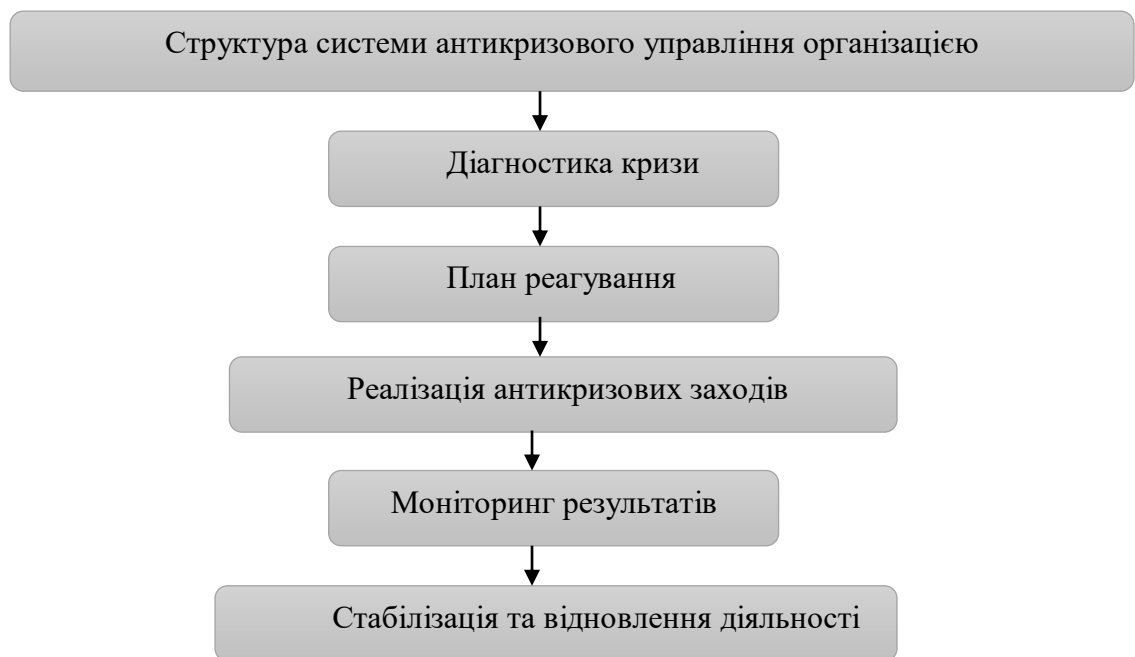 Структура системи антикризового управління організацією
Діагностика кризи
План реагування
Реалізація антикризових заходів
Моніторинг результатів
Стабілізація та відновлення діяльності